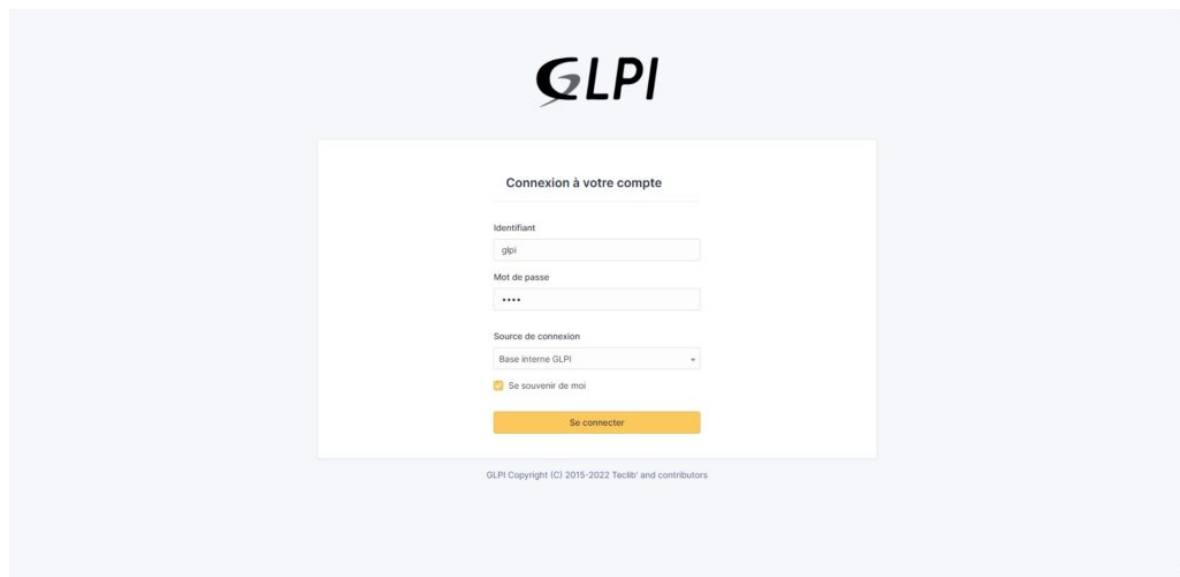 GLPI
Connexion à votre compte
Identifiant
glpi
Mot de passe
••••
Source de connexion
Base interne GLPI
Se souvenir de moi
Se connecter
GLPI Copyright (C) 2015-2022 Teclib' and contributors